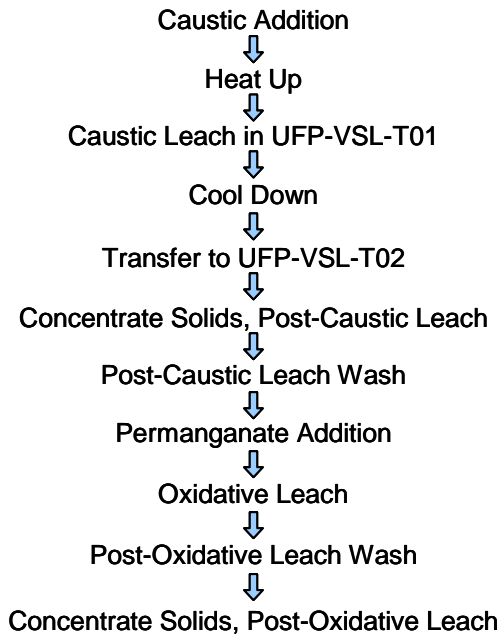 Caustic Addition
Heat Up
Caustic Leach in UFP-VSL-T01
Cool Down
Transfer to UFP-VSL-T02
Concentrate Solids, Post-Caustic Leach
Post-Caustic Leach Wash
Permanganate Addition
Oxidative Leach
Post-Oxidative Leach Wash
Concentrate Solids, Post-Oxidative Leach